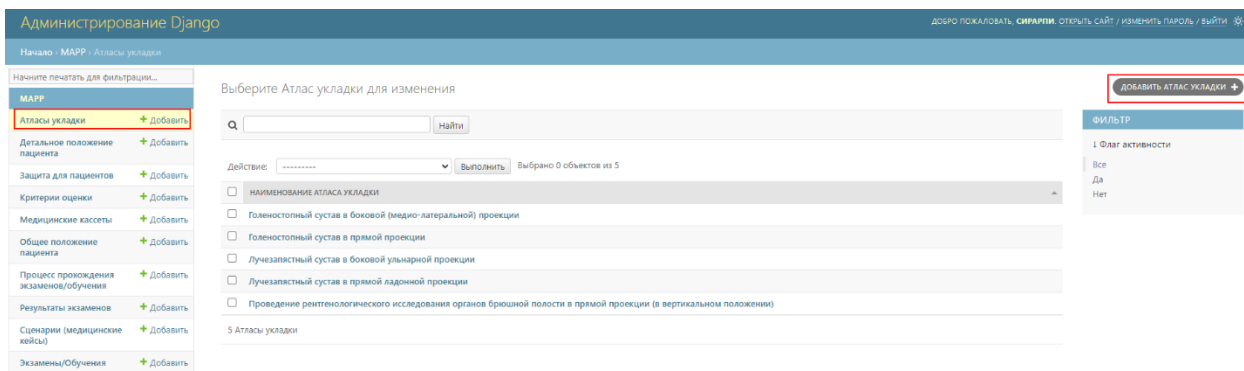 Администрирование Django
ДОБРО ПОЖАЛОВАТЬ, СИРАРПИ. ОТКРЫТЬ САЙТ / ИЗМЕНИТЬ ПАРОЛЬ / ВЫЙТИ
Начало › MAPP › Атласы укладки
Начните печатать для фильтрации...
MAPP
Атласы укладки + Добавить
Детальное положение + Добавить
пациента
Защита для пациентов + Добавить
Критерии оценки + Добавить
Медицинские кассеты + Добавить
Общее положение + Добавить
пациента
Процесс прохождения + Добавить
экзаменов/обучения
Результаты экзаменов + Добавить
Сценарии (медицинские + Добавить
кейсы)
Экзамены/Обучения + Добавить
Выберите Атлас укладки для изменения
ДОБАВИТЬ АТЛАС УКЛАДКИ +
Найти
Действие: --------- Выполнить Выбрано 0 объектов из 5
НАИМЕНОВАНИЕ АТЛАСА УКЛАДКИ
Голеностопный сустав в боковой (медио-латеральной) проекции
Голеностопный сустав в прямой проекции
Лучезапястный сустав в боковой ульнарной проекции
Лучезапястный сустав в прямой ладонной проекции
Проведение рентгенологического исследования органов брюшной полости в прямой проекции (в вертикальном положении)
5 Атласы укладки
ФИЛЬТР
↓ Флаг активности
Все
Да
Нет